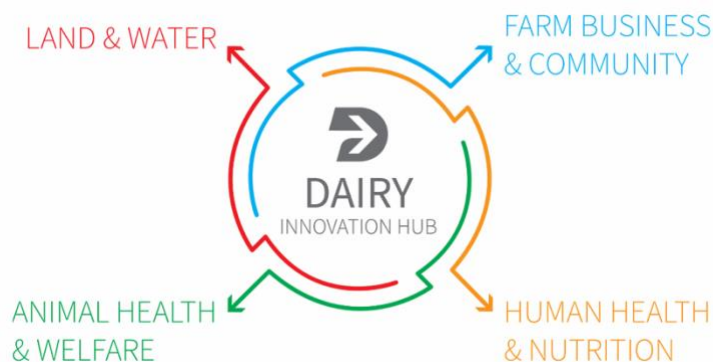 LAND & WATER
FARM BUSINESS
& COMMUNITY
DAIRY
INNOVATION HUB
ANIMAL HEALTH
& WELFARE
HUMAN HEALTH
& NUTRITION